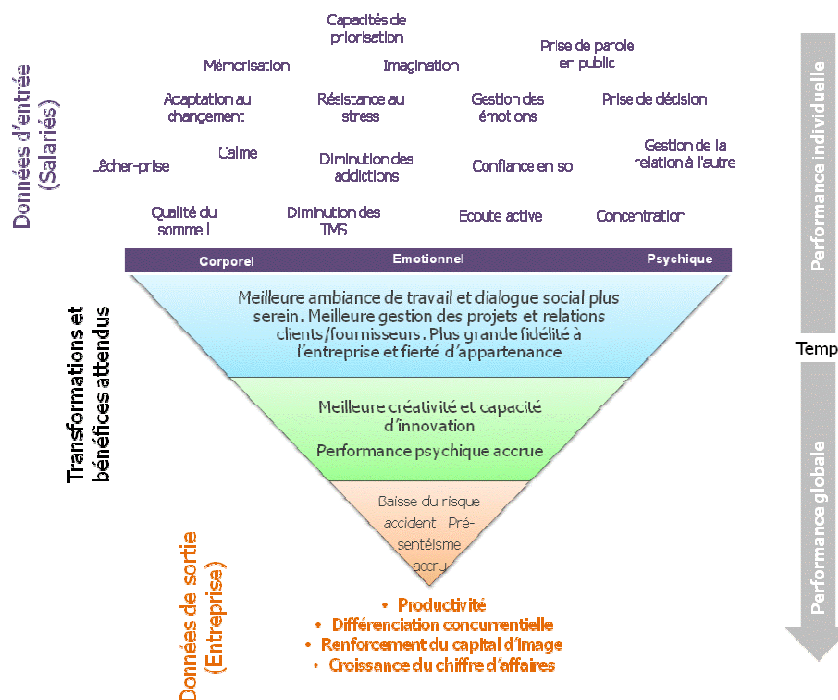 Capacités de
priorisation
Prise de parole
en public
Mémorisation
Imagination
Adaptation au
changement
Résistance au
stress
Gestion des
émotions
Prise de décision
Lâcher-prise
Calme
Diminution des
addictions
Confiance en soi
Gestion de la
relation à l'autre
Qualité du
sommeil
Diminution des
TMS
Ecoute active
Concentration
Données d'entrée
(Salariés)
Corporel
Emotionnel
Psychique
Performance individuelle
Meilleure ambiance de travail et dialogue social plus
serein. Meilleure gestion des projets et relations
clients/fournisseurs. Plus grande fidélité à
l'entreprise et fierté d'appartenance
Temp
Transformations et
bénéfices attendus
Meilleure créativité et capacité
d'innovation
Performance psychique accrue
Baisse du risque
accident Pré-
sentéisme
accru
Performance globale
Données de sortie
(Entreprise)
• Productivité
• Différenciation concurrentielle
• Renforcement du capital d'image
• Croissance du chiffre d'affaires